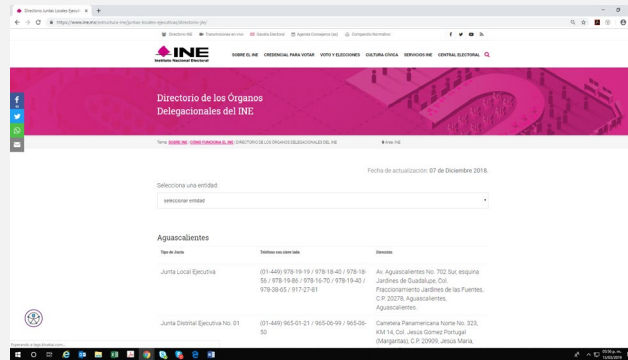 Directorio Juntas Locales Ejecuti
https://www.ine.mx/estructura-ine/juntas-locales-ejecutivas/directorio-jle/
Directorio INE Transmisiones en vivo Gaceta Electoral Agenda Consejeros (as) Compendio Normativo
INE
Instituto Nacional Electoral
SOBRE EL INE CREDENCIAL PARA VOTAR VOTO Y ELECCIONES CULTURA CÍVICA SERVICIOS INE CENTRAL ELECTORAL
Directorio de los Órganos
Delegacionales del INE
Tema: SOBRE INE | CÓMO FUNCIONA EL INE | DIRECTORIO DE LOS ÓRGANOS DELEGACIONALES DEL INE Área: INE
Fecha de actualización: 07 de Diciembre 2018.
Selecciona una entidad:
seleccionar entidad
Aguascalientes
Tipo de Junta Teléfono con clave lada Dirección
Junta Local Ejecutiva (01-449) 978-19-19 / 978-18-40 / 978-18- Av. Aguascalientes No. 702 Sur, esquina
56 / 978-19-86 / 978-16-70 / 978-19-40 / Jardines de Guadalupe, Col.
978-38-65 / 917-27-81 Fraccionamiento Jardines de las Fuentes,
C.P. 20278, Aguascalientes,
Aguascalientes.
Junta Distrital Ejecutiva No. 01 (01-449) 965-01-21 / 965-06-99 / 965-06- Carretera Panamericana Norte No. 323,
50 KM 14, Col. Jesús Gómez Portugal
(Margaritas), C.P. 20909, Jesús María,